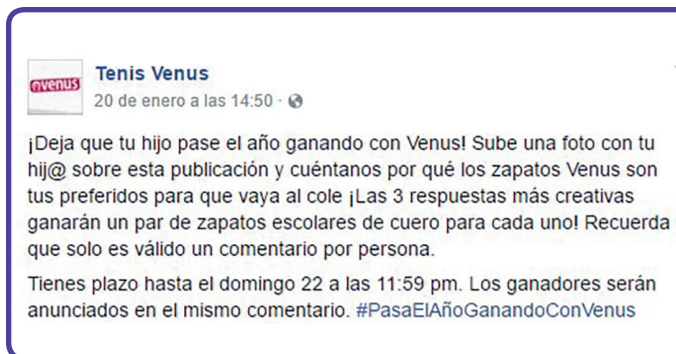 venus
Tenis Venus
20 de enero a las 14:50 ·
¡Deja que tu hijo pase el año ganando con Venus! Sube una foto con tu
hij@ sobre esta publicación y cuéntanos por qué los zapatos Venus son
tus preferidos para que vaya al cole ¡Las 3 respuestas más creativas
ganarán un par de zapatos escolares de cuero para cada uno! Recuerda
que solo es válido un comentario por persona.
Tienes plazo hasta el domingo 22 a las 11:59 pm. Los ganadores serán
anunciados en el mismo comentario. #PasaElAñoGanandoConVenus